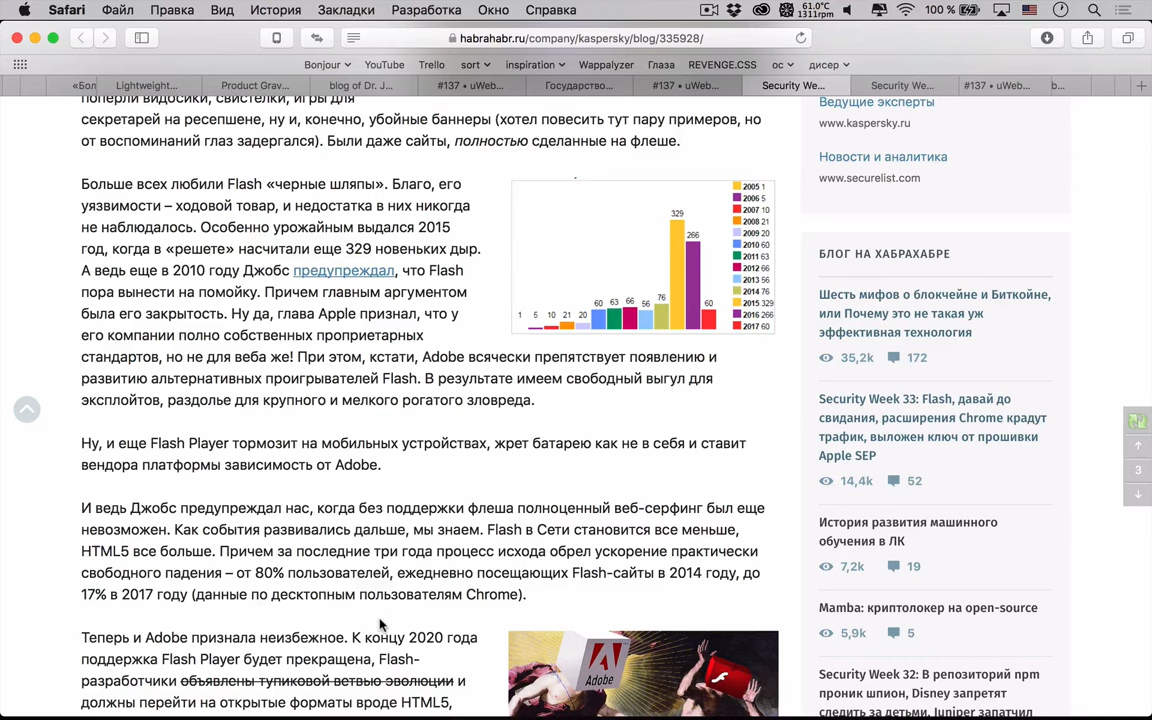 Safari Файл Правка Вид История Закладки Разработка Окно Справка 61.0°C 1311rpm 100 %
habrahabr.ru/company/kaspersky/blog/335928/
Bonjour YouTube Trello sort inspiration Wappalyzer Глаза REVENGE.CSS ос дисер
«Бол Lightweight... Product Grav... blog of Dr. J... #137 • uWeb... Государство... #137 • uWeb... Security We... Security We... #137 • uWeb... b...
поперли видосики, свистелки, игры для
секретарей на ресепшене, ну и, конечно, убойные баннеры (хотел повесить тут пару примеров, но
от воспоминаний глаз задергался). Были даже сайты, полностью сделанные на флеше.
Больше всех любили Flash «черные шляпы». Благо, его
уязвимости – ходовой товар, и недостатка в них никогда
не наблюдалось. Особенно урожайным выдался 2015
год, когда в «решете» насчитали еще 329 новеньких дыр.
А ведь еще в 2010 году Джобс предупреждал, что Flash
пора вынести на помойку. Причем главным аргументом
была его закрытость. Ну да, глава Apple признал, что у
его компании полно собственных проприетарных
стандартов, но не для веба же! При этом, кстати, Adobe всячески препятствует появлению и
развитию альтернативных проигрывателей Flash. В результате имеем свободный выгул для
эксплойтов, раздолье для крупного и мелкого рогатого зловреда.
1 5 10 21 20 60 63 66 56 76 329 266 60
2005 1
2006 5
2007 10
2008 21
2009 20
2010 60
2011 63
2012 66
2013 56
2014 76
2015 329
2016 266
2017 60
Ну, и еще Flash Player тормозит на мобильных устройствах, жрет батарею как не в себя и ставит
вендора платформы зависимость от Adobe.
И ведь Джобс предупреждал нас, когда без поддержки флеша полноценный веб-серфинг был еще
невозможен. Как события развивались дальше, мы знаем. Flash в Сети становится все меньше,
HTML5 все больше. Причем за последние три года процесс исхода обрел ускорение практически
свободного падения – от 80% пользователей, ежедневно посещающих Flash-сайты в 2014 году, до
17% в 2017 году (данные по десктопным пользователям Chrome).
Теперь и Adobe признала неизбежное. К концу 2020 года
поддержка Flash Player будет прекращена, Flash-
разработчики объявлены тупиковой ветвью эволюции и
должны перейти на открытые форматы вроде HTML5,
Adobe
Ведущие эксперты
www.kaspersky.ru
Новости и аналитика
www.securelist.com
БЛОГ НА ХАБРАХАБРЕ
Шесть мифов о блокчейне и Биткойне,
или Почему это не такая уж
эффективная технология
35,2k 172
Security Week 33: Flash, давай до
свидания, расширения Chrome крадут
трафик, выложен ключ от прошивки
Apple SEP
14,4k 52
История развития машинного
обучения в ЛК
7,2k 19
Mamba: криптолокер на open-source
5,9k 5
Security Week 32: В репозиторий npm
проник шпион, Disney запретят
следить за детьми, Juniper запатчил
3